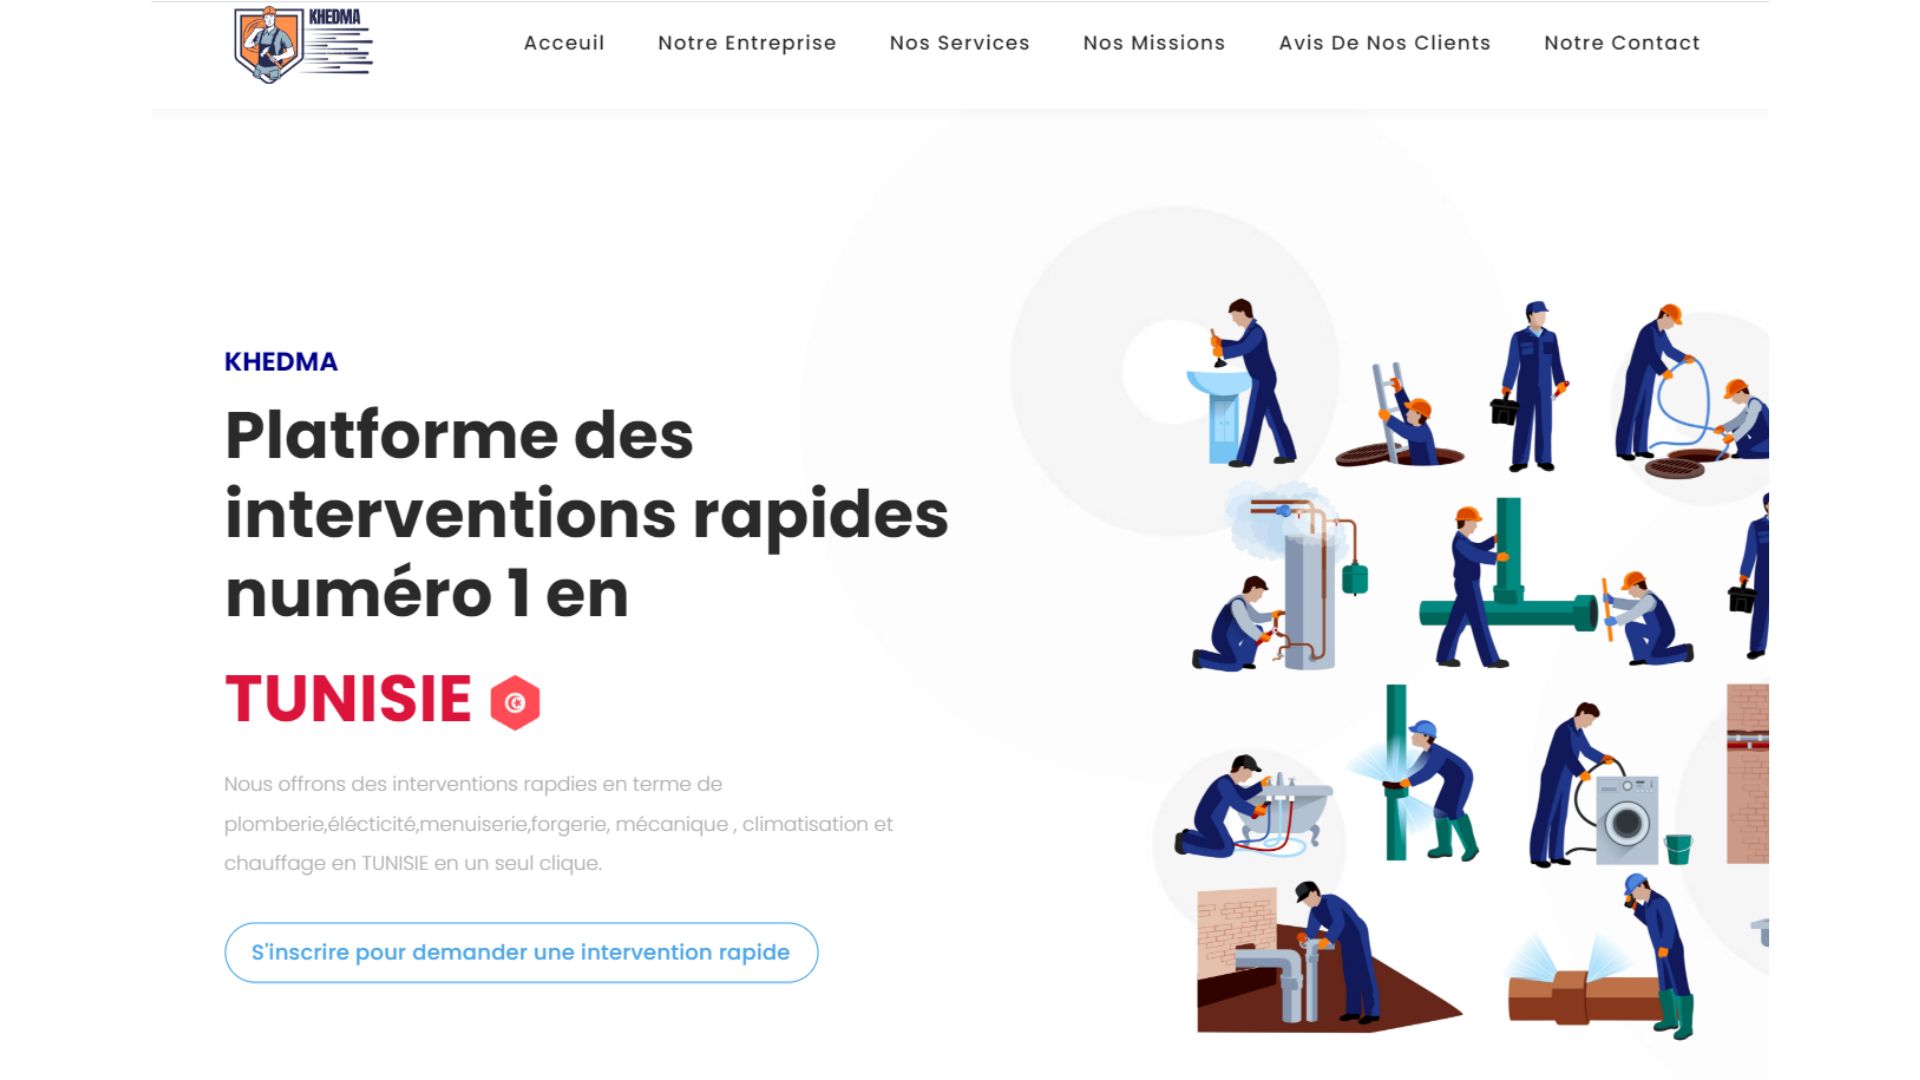 KHEDMA
Acceuil
Notre Entreprise
Nos Services
Nos Missions
Avis De Nos Clients
Notre Contact
KHEDMA
Platforme des
interventions rapides
numéro 1 en
TUNISIE
Nous offrons des interventions rapdies en terme de
plomberie,élécticité,menuiserie,forgerie, mécanique , climatisation et
chauffage en TUNISIE en un seul clique.
S'inscrire pour demander une intervention rapide